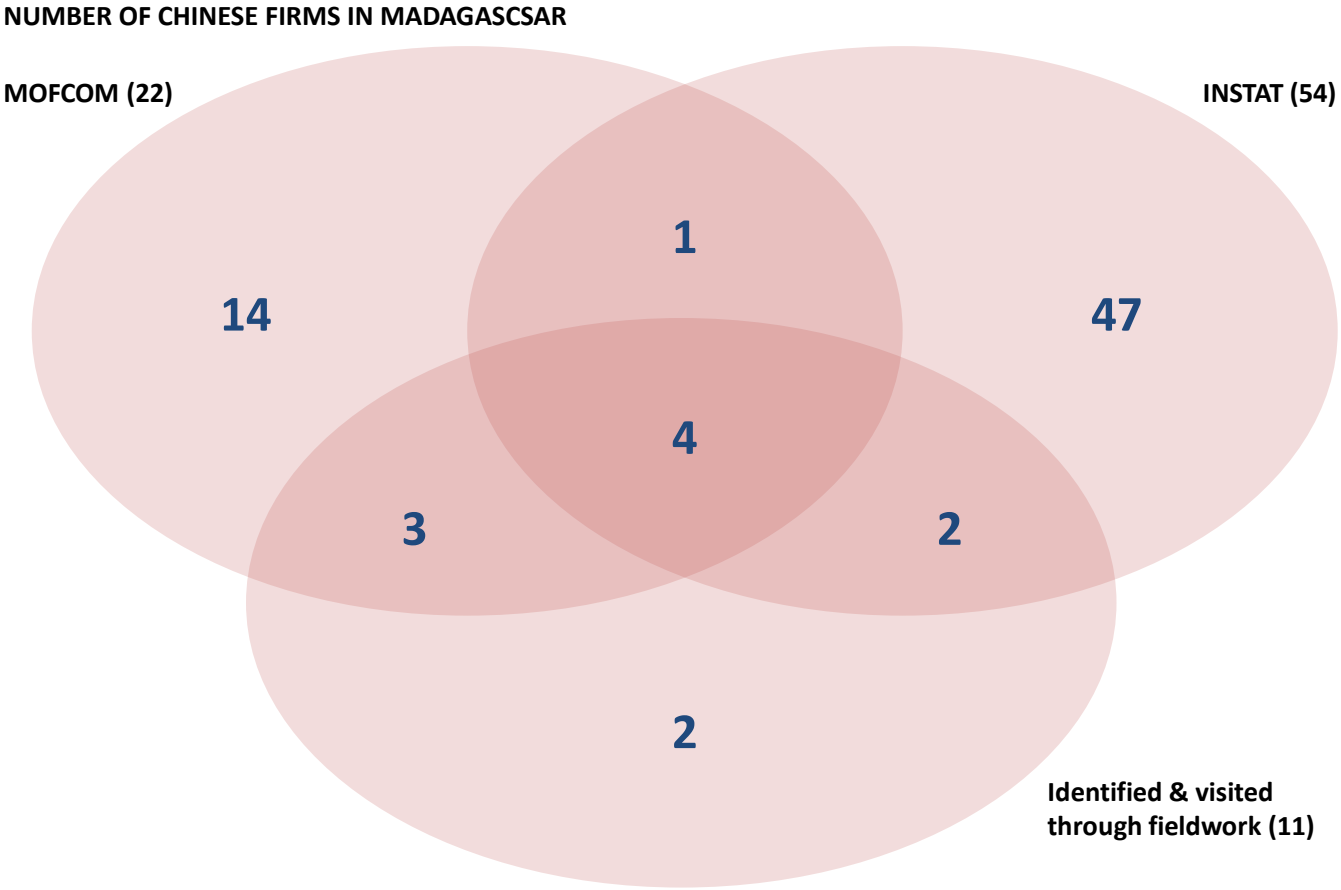 NUMBER OF CHINESE FIRMS IN MADAGASCSAR
MOFCOM (22)
INSTAT (54)
1
14
47
4
3
2
2
Identified & visited
through fieldwork (11)